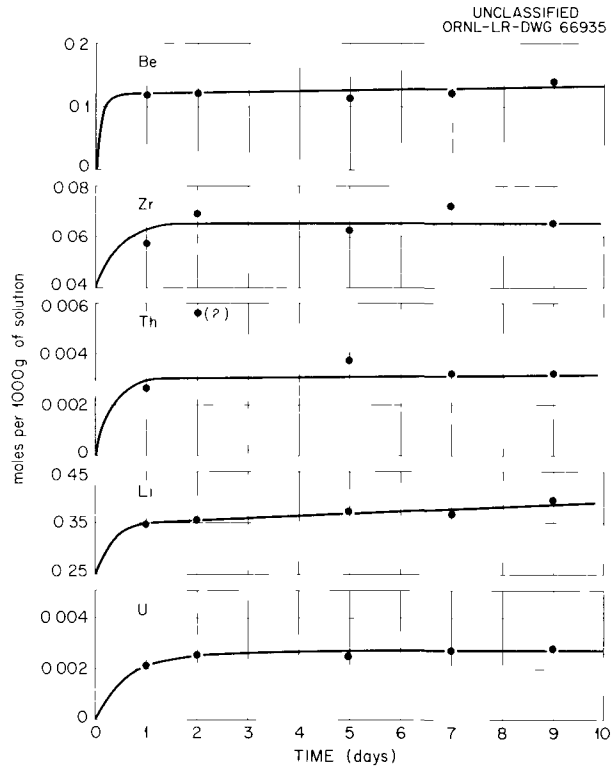 UNCLASSIFIED
ORNL-LR-DWG 66935
moles per 1000 g of solution
Be
0.2
0.1
0
Zr
0.08
0.06
0.04
Th
(?)
0 006
0 004
0 002
0
Li
0.45
0.35
0 25
U
0 004
0 002
0
0 1 2 3 4 5 6 7 8 9 10
TIME (days)